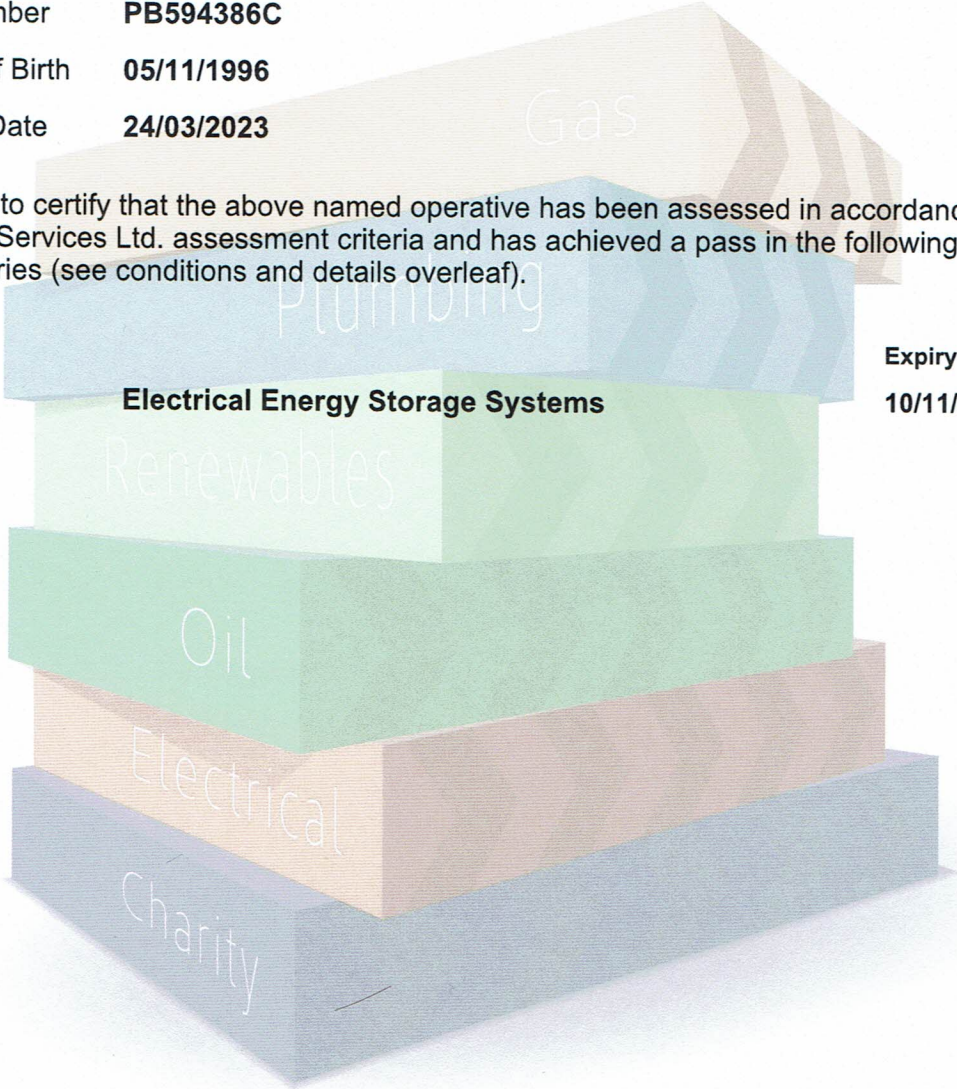 nber PB594386C
f Birth 05/11/1996
Date 24/03/2023
Gas
to certify that the above named operative has been assessed in accordanc
Services Ltd. assessment criteria and has achieved a pass in the following
ries (see conditions and details overleaf).
Plumbing
Expiry
Electrical Energy Storage Systems 10/11/
Renewables
Oil
Electrical
Charity